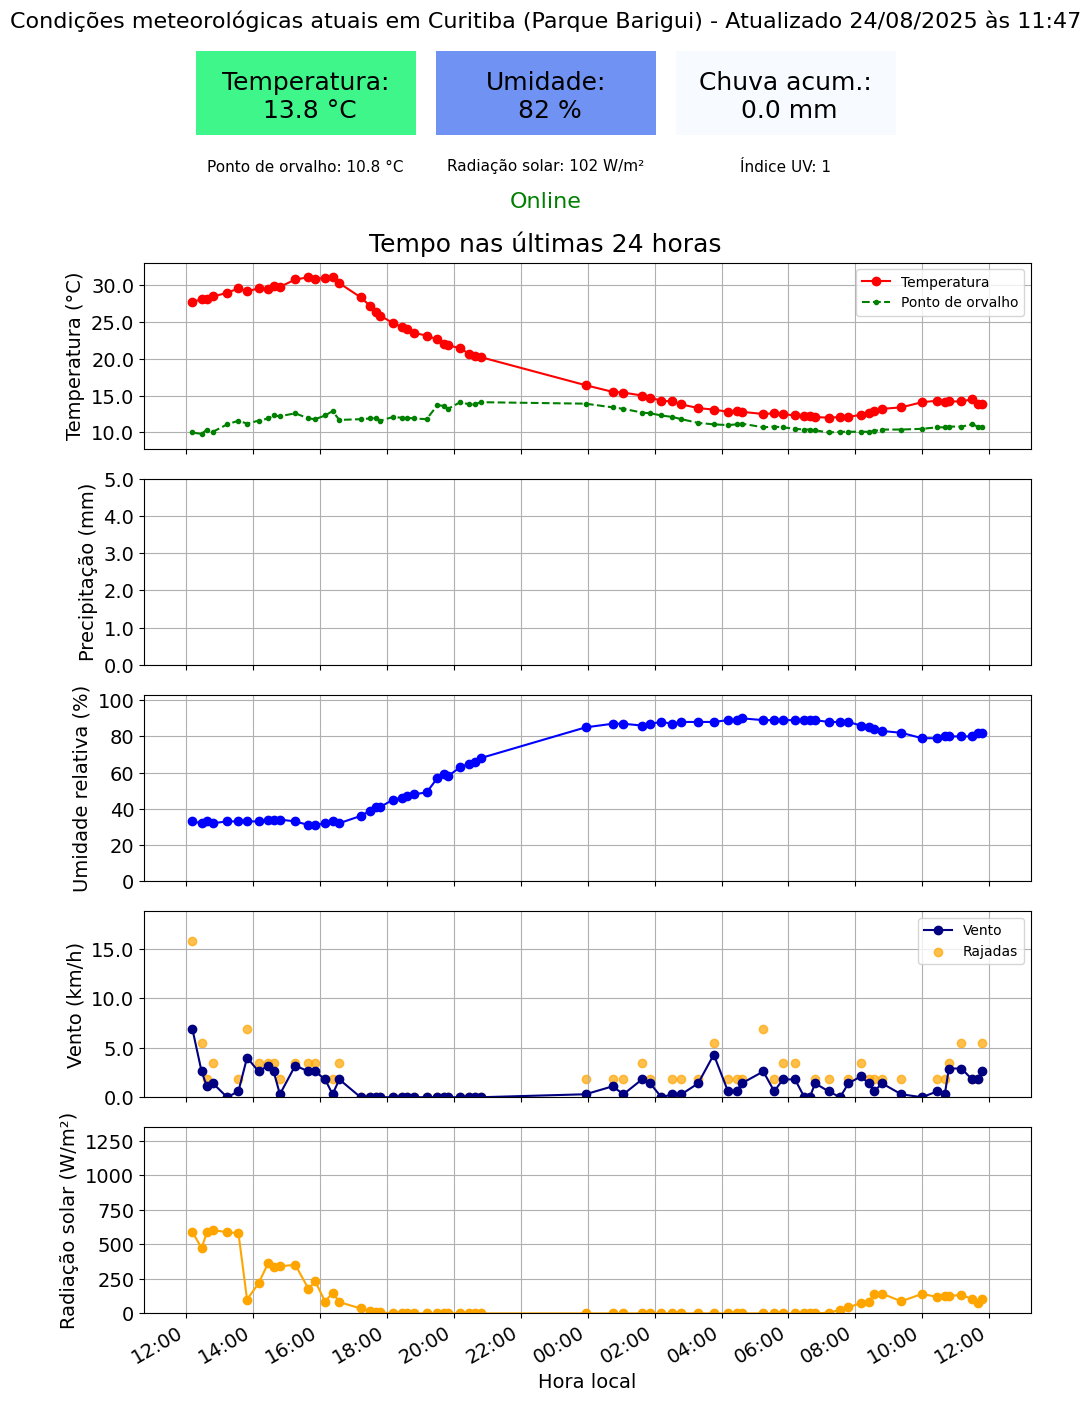 Condições meteorológicas atuais em Curitiba (Parque Barigui) - Atualizado 24/08/2025 às 11:47
Temperatura:
13.8 °C
Umidade:
82 %
Chuva acum.:
0.0 mm
Ponto de orvalho: 10.8 °C
Radiação solar: 102 W/m²
Índice UV: 1
Online
Tempo nas últimas 24 horas
Temperatura (°C)
30.0
25.0
20.0
15.0
10.0
Temperatura
Ponto de orvalho
Precipitação (mm)
5.0
4.0
3.0
2.0
1.0
0.0
Umidade relativa (%)
100
80
60
40
20
0
Vento (km/h)
15.0
10.0
5.0
0.0
Vento
Rajadas
Radiação solar (W/m²)
1250
1000
750
500
250
0
12:00
14:00
16:00
18:00
20:00
22:00
00:00
02:00
04:00
06:00
08:00
10:00
12:00
Hora local